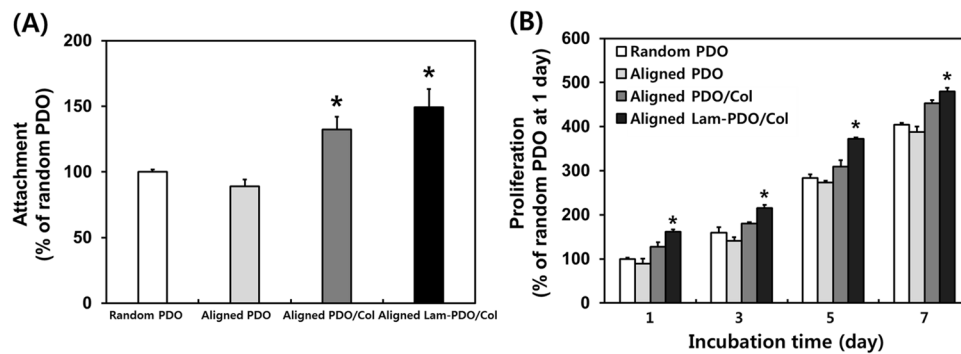 (A)
Attachment
(% of random PDO)
200
150
100
50
0
*
*
Random PDO
Aligned PDO
Aligned PDO/Col
Aligned Lam-PDO/Col
(B)
Proliferation
(% of random PDO at 1 day)
600
500
400
300
200
100
0
Random PDO
Aligned PDO
Aligned PDO/Col
Aligned Lam-PDO/Col
*
*
*
*
1
3
5
7
Incubation time (day)